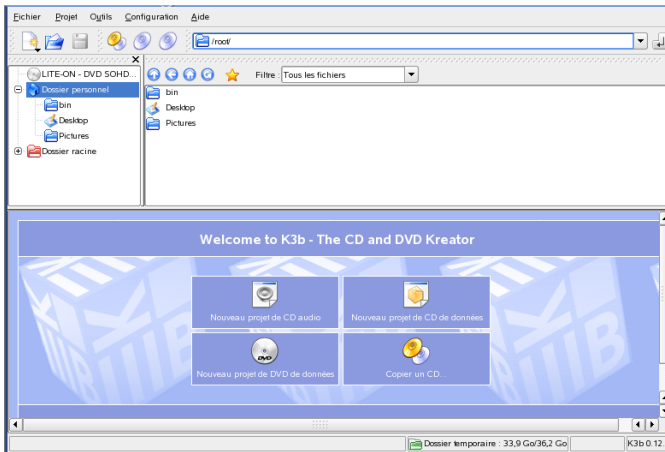 Fichier Projet Outils Configuration Aide
/root/
LITE-ON - DVD SOHD...
Dossier personnel
bin
Desktop
Pictures
Dossier racine
Filtre : Tous les fichiers
bin
Desktop
Pictures
Welcome to K3b - The CD and DVD Kreator
Nouveau projet de CD audio
Nouveau projet de CD de données
DVD
Nouveau projet de DVD de données
Copier un CD...
Dossier temporaire : 33,9 Go/36,2 Go
K3b 0.12.